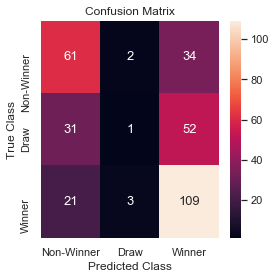 Confusion Matrix
True Class
Non-Winner
61 2 34
Draw
31 1 52
Winner
21 3 109
Non-Winner Draw Winner
Predicted Class
100
80
60
40
20